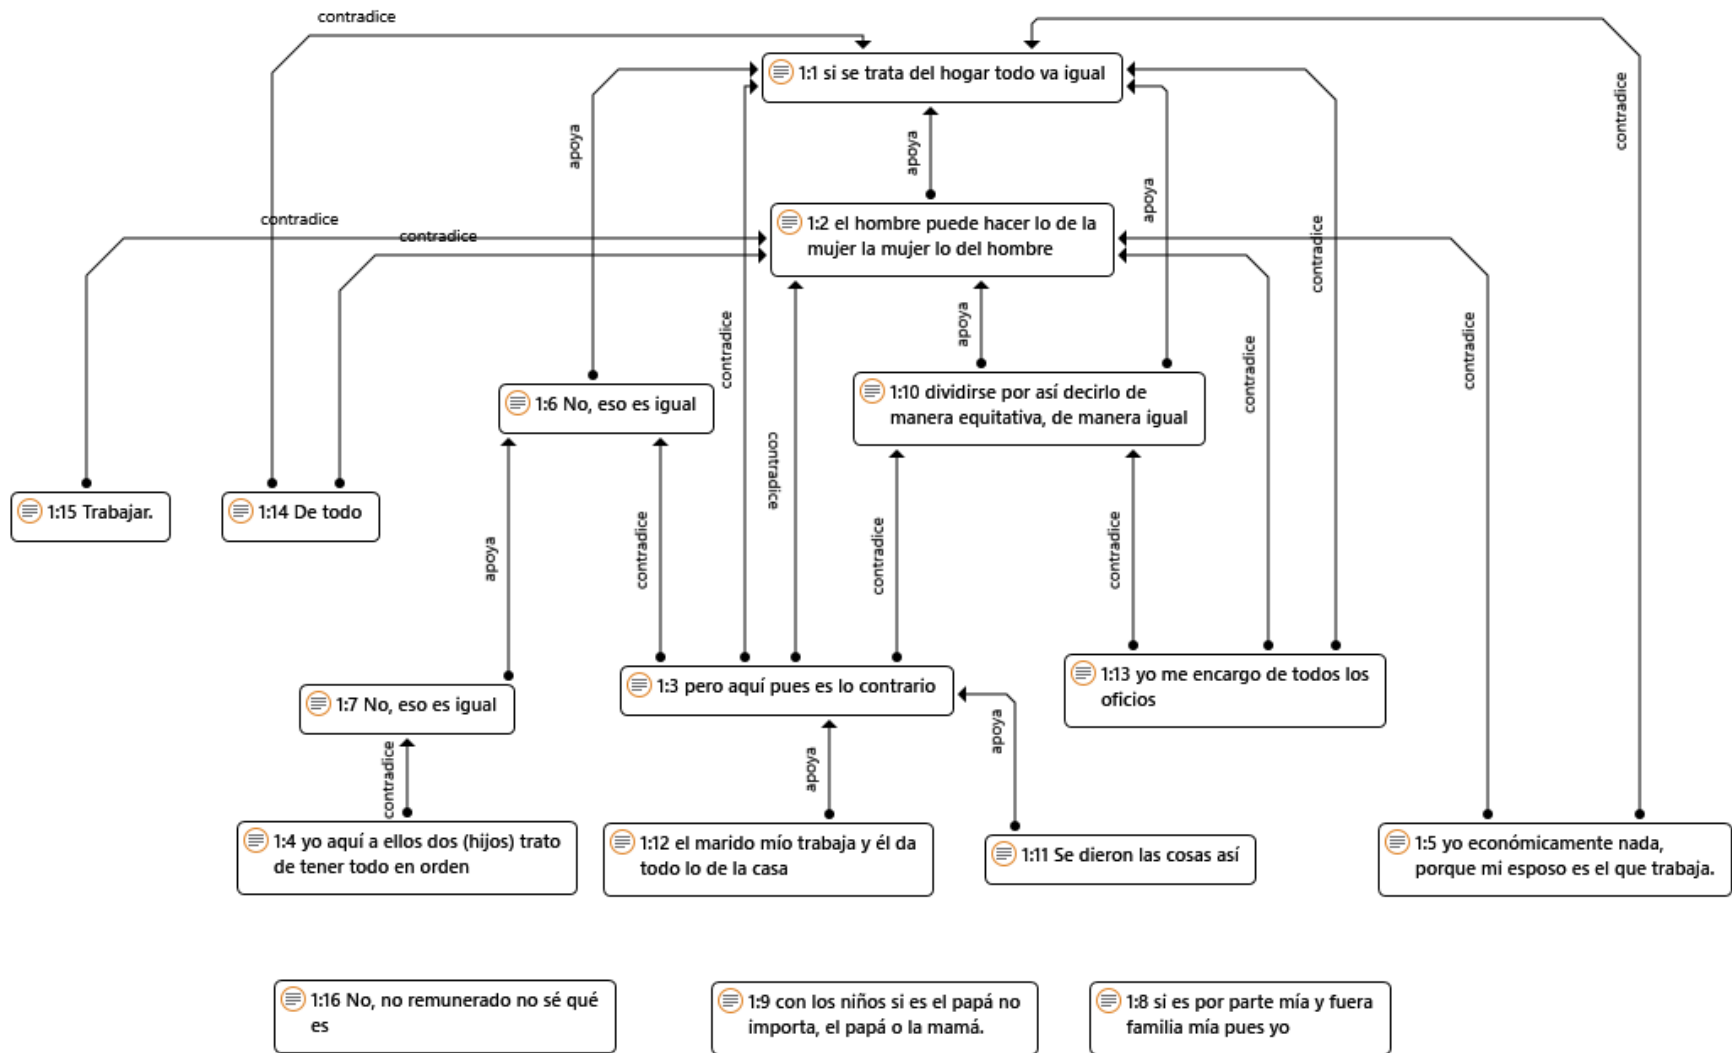 contradice
1:1 si se trata del hogar todo va igual
contradice
apoya
apoya
apoya
contradice
1:2 el hombre puede hacer lo de la
mujer la mujer lo del hombre
contradice
contradice
contradice
apoya
contradice
contradice
contradice
1:6 No, eso es igual
1:10 dividirse por así decirlo de
manera equitativa, de manera igual
contradice
1:15 Trabajar.
1:14 De todo
apoya
contradice
contradice
contradice
1:7 No, eso es igual
1:3 pero aquí pues es lo contrario
1:13 yo me encargo de todos los
oficios
contradice
apoya
apoya
1:4 yo aquí a ellos dos (hijos) trato
de tener todo en orden
1:12 el marido mío trabaja y él da
todo lo de la casa
1:11 Se dieron las cosas así
1:5 yo económicamente nada,
porque mi esposo es el que trabaja.
1:16 No, no remunerado no sé qué
es
1:9 con los niños si es el papá no
importa, el papá o la mamá.
1:8 si es por parte mía y fuera
familia mía pues yo